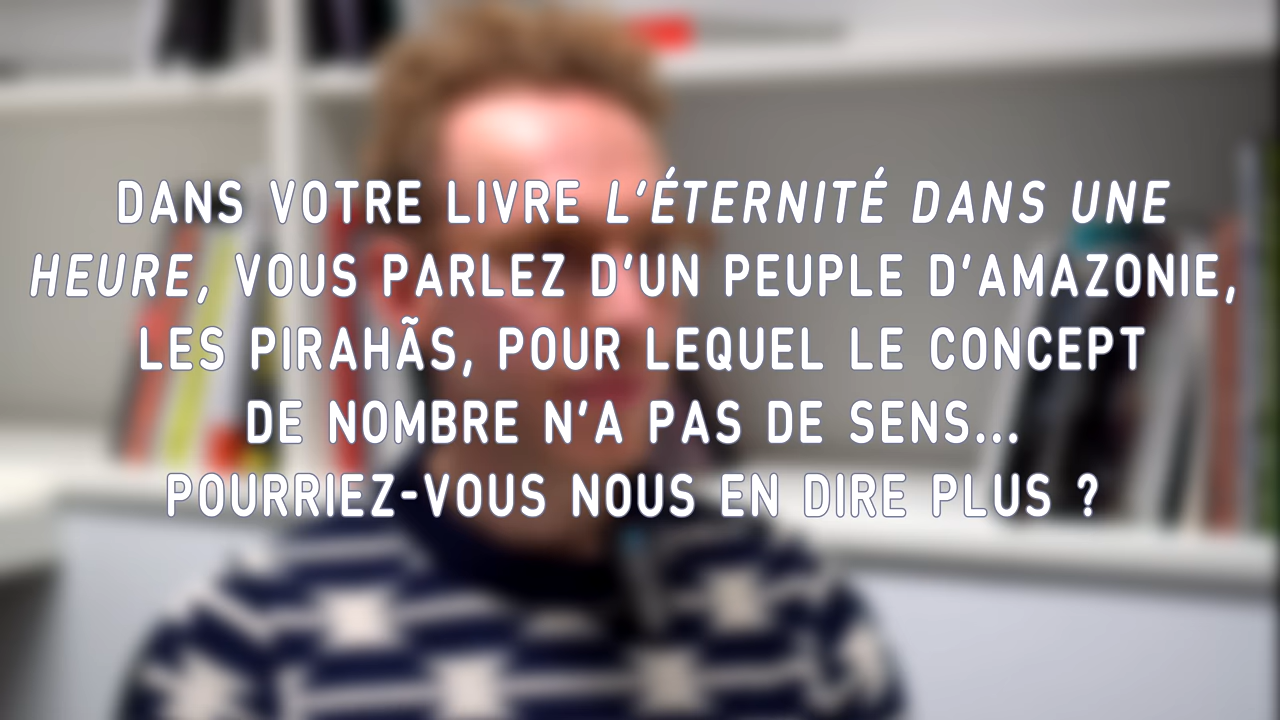 DANS VOTRE LIVRE L’ÉTERNITÉ DANS UNE
HEURE, VOUS PARLEZ D’UN PEUPLE D’AMAZONIE,
LES PIRAHÃS, POUR LEQUEL LE CONCEPT
DE NOMBRE N’A PAS DE SENS...
POURRIEZ-VOUS NOUS EN DIRE PLUS ?